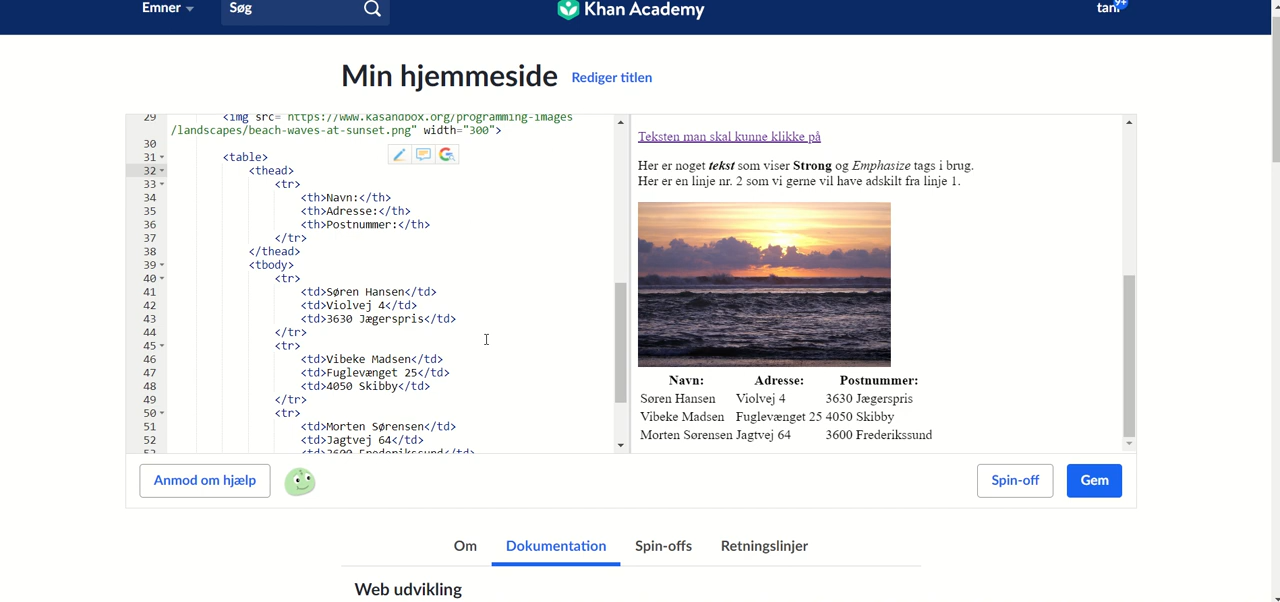 Emner
Søg
Khan Academy
tani
9+
Min hjemmeside
Rediger titlen
29 <img src="https://www.kasandbox.org/programming-images
/landscapes/beach-waves-at-sunset.png" width="300">
30
31 <table>
32 <thead>
33 <tr>
34 <th>Navn:</th>
35 <th>Adresse:</th>
36 <th>Postnummer:</th>
37 </tr>
38 </thead>
39 <tbody>
40 <tr>
41 <td>Søren Hansen</td>
42 <td>Violvej 4</td>
43 <td>3630 Jægerspris</td>
44 </tr>
45 <tr>
46 <td>Vibeke Madsen</td>
47 <td>Fuglevænget 25</td>
48 <td>4050 Skibby</td>
49 </tr>
50 <tr>
51 <td>Morten Sørensen</td>
52 <td>Jagtvej 64</td>
53 <td>3600 Frederikssund</td>
Teksten man skal kunne klikke på
Her er noget tekst som viser Strong og Emphasize tags i brug.
Her er en linje nr. 2 som vi gerne vil have adskilt fra linje 1.
Navn: Adresse: Postnummer:
Søren Hansen Violvej 4 3630 Jægerspris
Vibeke Madsen Fuglevænget 25 4050 Skibby
Morten Sørensen Jagtvej 64 3600 Frederikssund
Anmod om hjælp
Spin-off
Gem
Om
Dokumentation
Spin-offs
Retningslinjer
Web udvikling